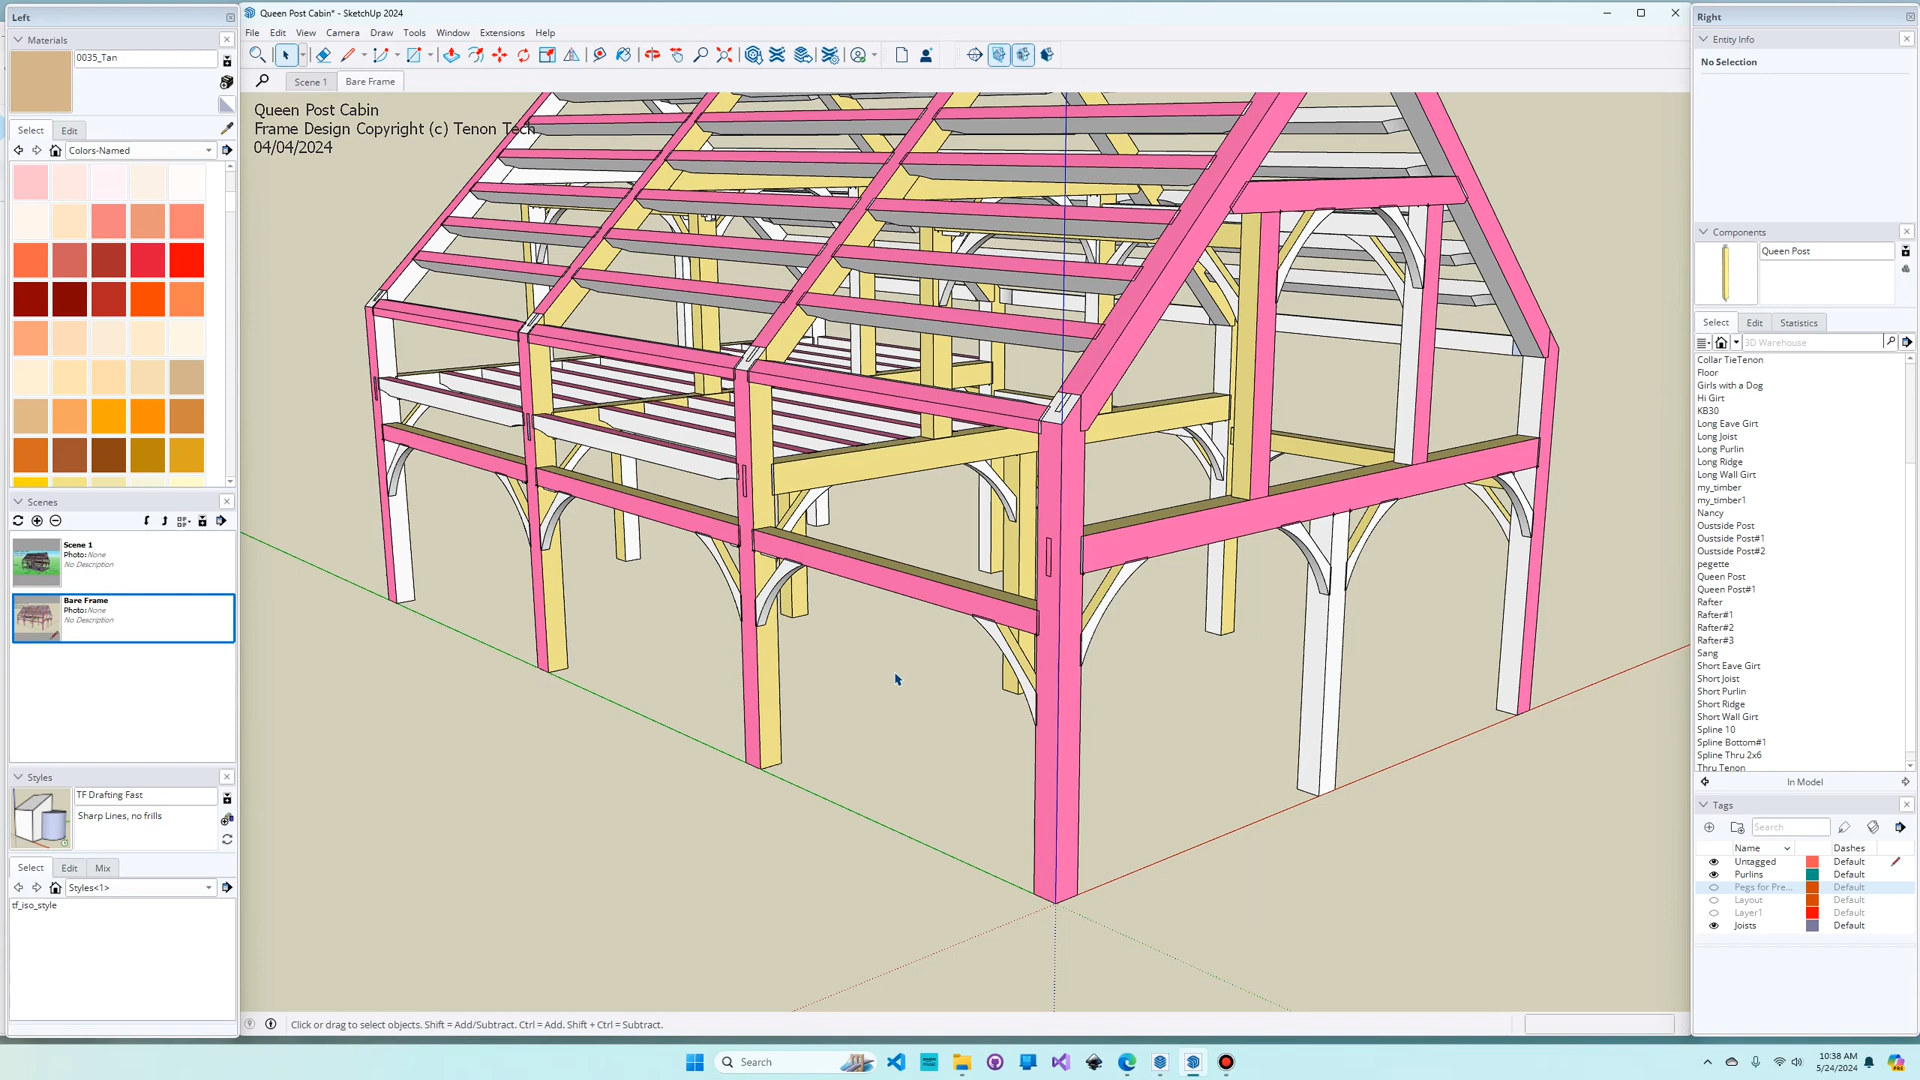 Left
Queen Post Cabin* - SketchUp 2024
Right
File Edit View Camera Draw Tools Window Extensions Help
Materials
0035_Tan
Select Edit
Colors-Named
Scenes
Scene 1
Photo: None
No Description
Bare Frame
Photo: None
No Description
Styles
TF Drafting Fast
Sharp Lines, no frills
Select Edit Mix
Styles<1>
tf_iso_style
Scene 1 Bare Frame
Queen Post Cabin
Frame Design Copyright (c) Tenon Tech
04/04/2024
Click or drag to select objects. Shift = Add/Subtract. Ctrl = Add. Shift + Ctrl = Subtract.
Entity Info
No Selection
Components
Queen Post
Select Edit Statistics
3D Warehouse
Collar TieTenon
Floor
Girls with a Dog
Hi Girt
KB30
Long Eave Girt
Long Joist
Long Purlin
Long Ridge
Long Wall Girt
my_timber
my_timber1
Nancy
Oustside Post
Oustside Post#1
Oustside Post#2
pegette
Queen Post
Queen Post#1
Rafter
Rafter#1
Rafter#2
Rafter#3
Sang
Short Eave Girt
Short Joist
Short Purlin
Short Ridge
Short Wall Girt
Spline 10
Spline Bottom#1
Spline Thru 2x6
Thru Tenon
In Model
Tags
Search
Name Dashes
Untagged Default
Purlins Default
Pegs for Pre... Default
Layout Default
Layer1 Default
Joists Default
Search
10:38 AM
5/24/2024